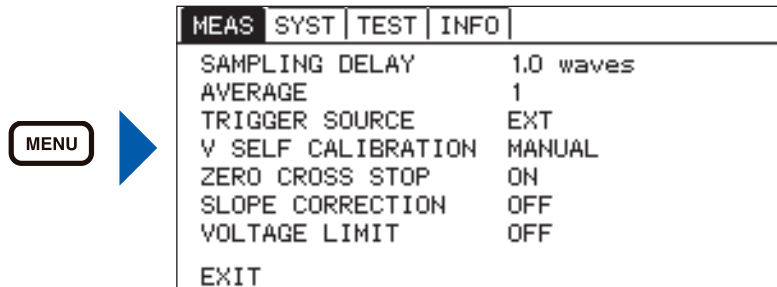 MENU
MEAS SYST TEST INFO
SAMPLING DELAY 1.0 waves
AVERAGE 1
TRIGGER SOURCE EXT
V SELF CALIBRATION MANUAL
ZERO CROSS STOP ON
SLOPE CORRECTION OFF
VOLTAGE LIMIT OFF
EXIT